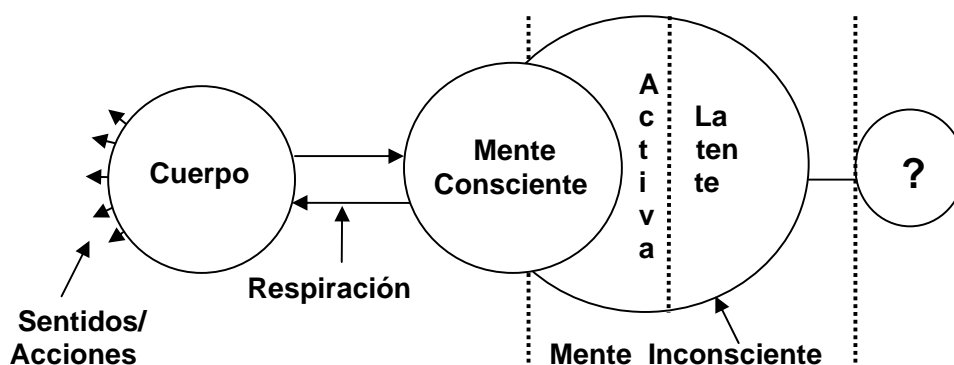 Cuerpo
Mente
Consciente
A
c
t
i
v
a
La
ten
te
?
Respiración
Sentidos/
Acciones
Mente Inconsciente